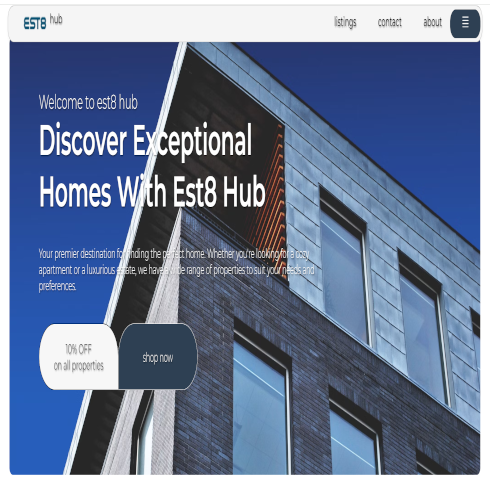 EST8 hub
listings contact about
Welcome to est8 hub
Discover Exceptional
Homes With Est8 Hub
Your premier destination for finding the perfect home. Whether you're looking for a cozy
apartment or a luxurious estate, we have a wide range of properties to suit your needs and
preferences.
10% OFF
on all properties
shop now